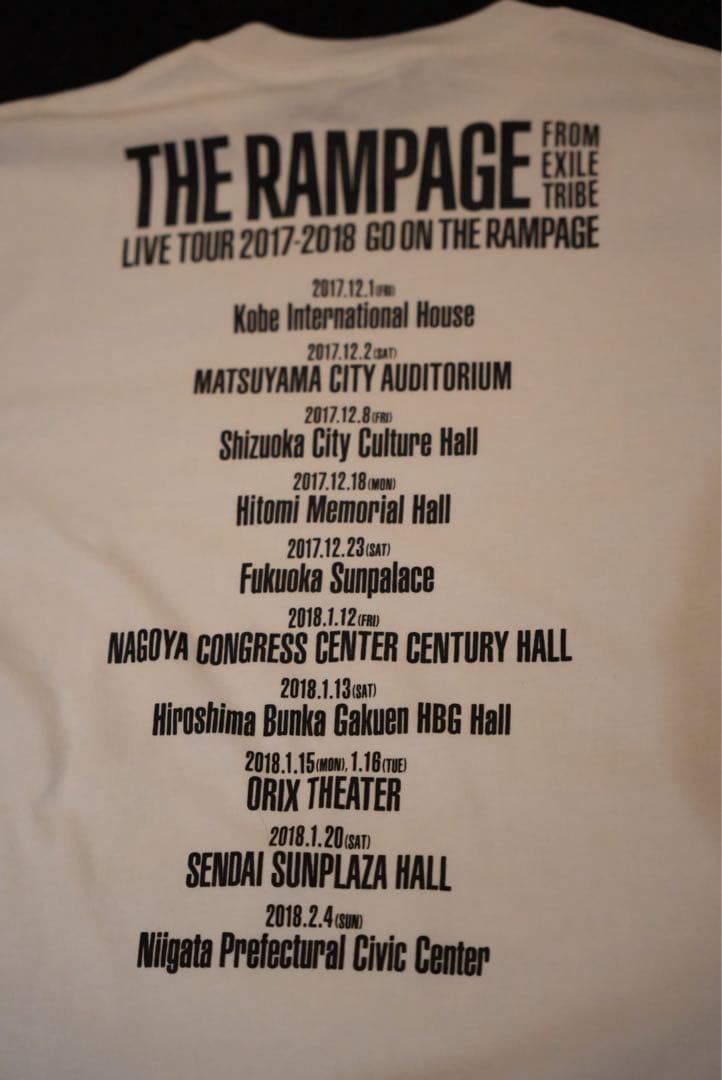 THE RAMPAGE FROM EXILE TRIBE
LIVE TOUR 2017-2018 GO ON THE RAMPAGE
2017.12.1(FRI)
Kobe International House
2017.12.2(SAT)
MATSUYAMA CITY AUDITORIUM
2017.12.8(FRI)
Shizuoka City Culture Hall
2017.12.18(MON)
Hitomi Memorial Hall
2017.12.23(SAT)
Fukuoka Sunpalace
2018.1.12(FRI)
NAGOYA CONGRESS CENTER CENTURY HALL
2018.1.13(SAT)
Hiroshima Bunka Gakuen HBG Hall
2018.1.15(MON), 1.16(TUE)
ORIX THEATER
2018.1.20(SAT)
SENDAI SUNPLAZA HALL
2018.2.4(SUN)
Niigata Prefectural Civic Center